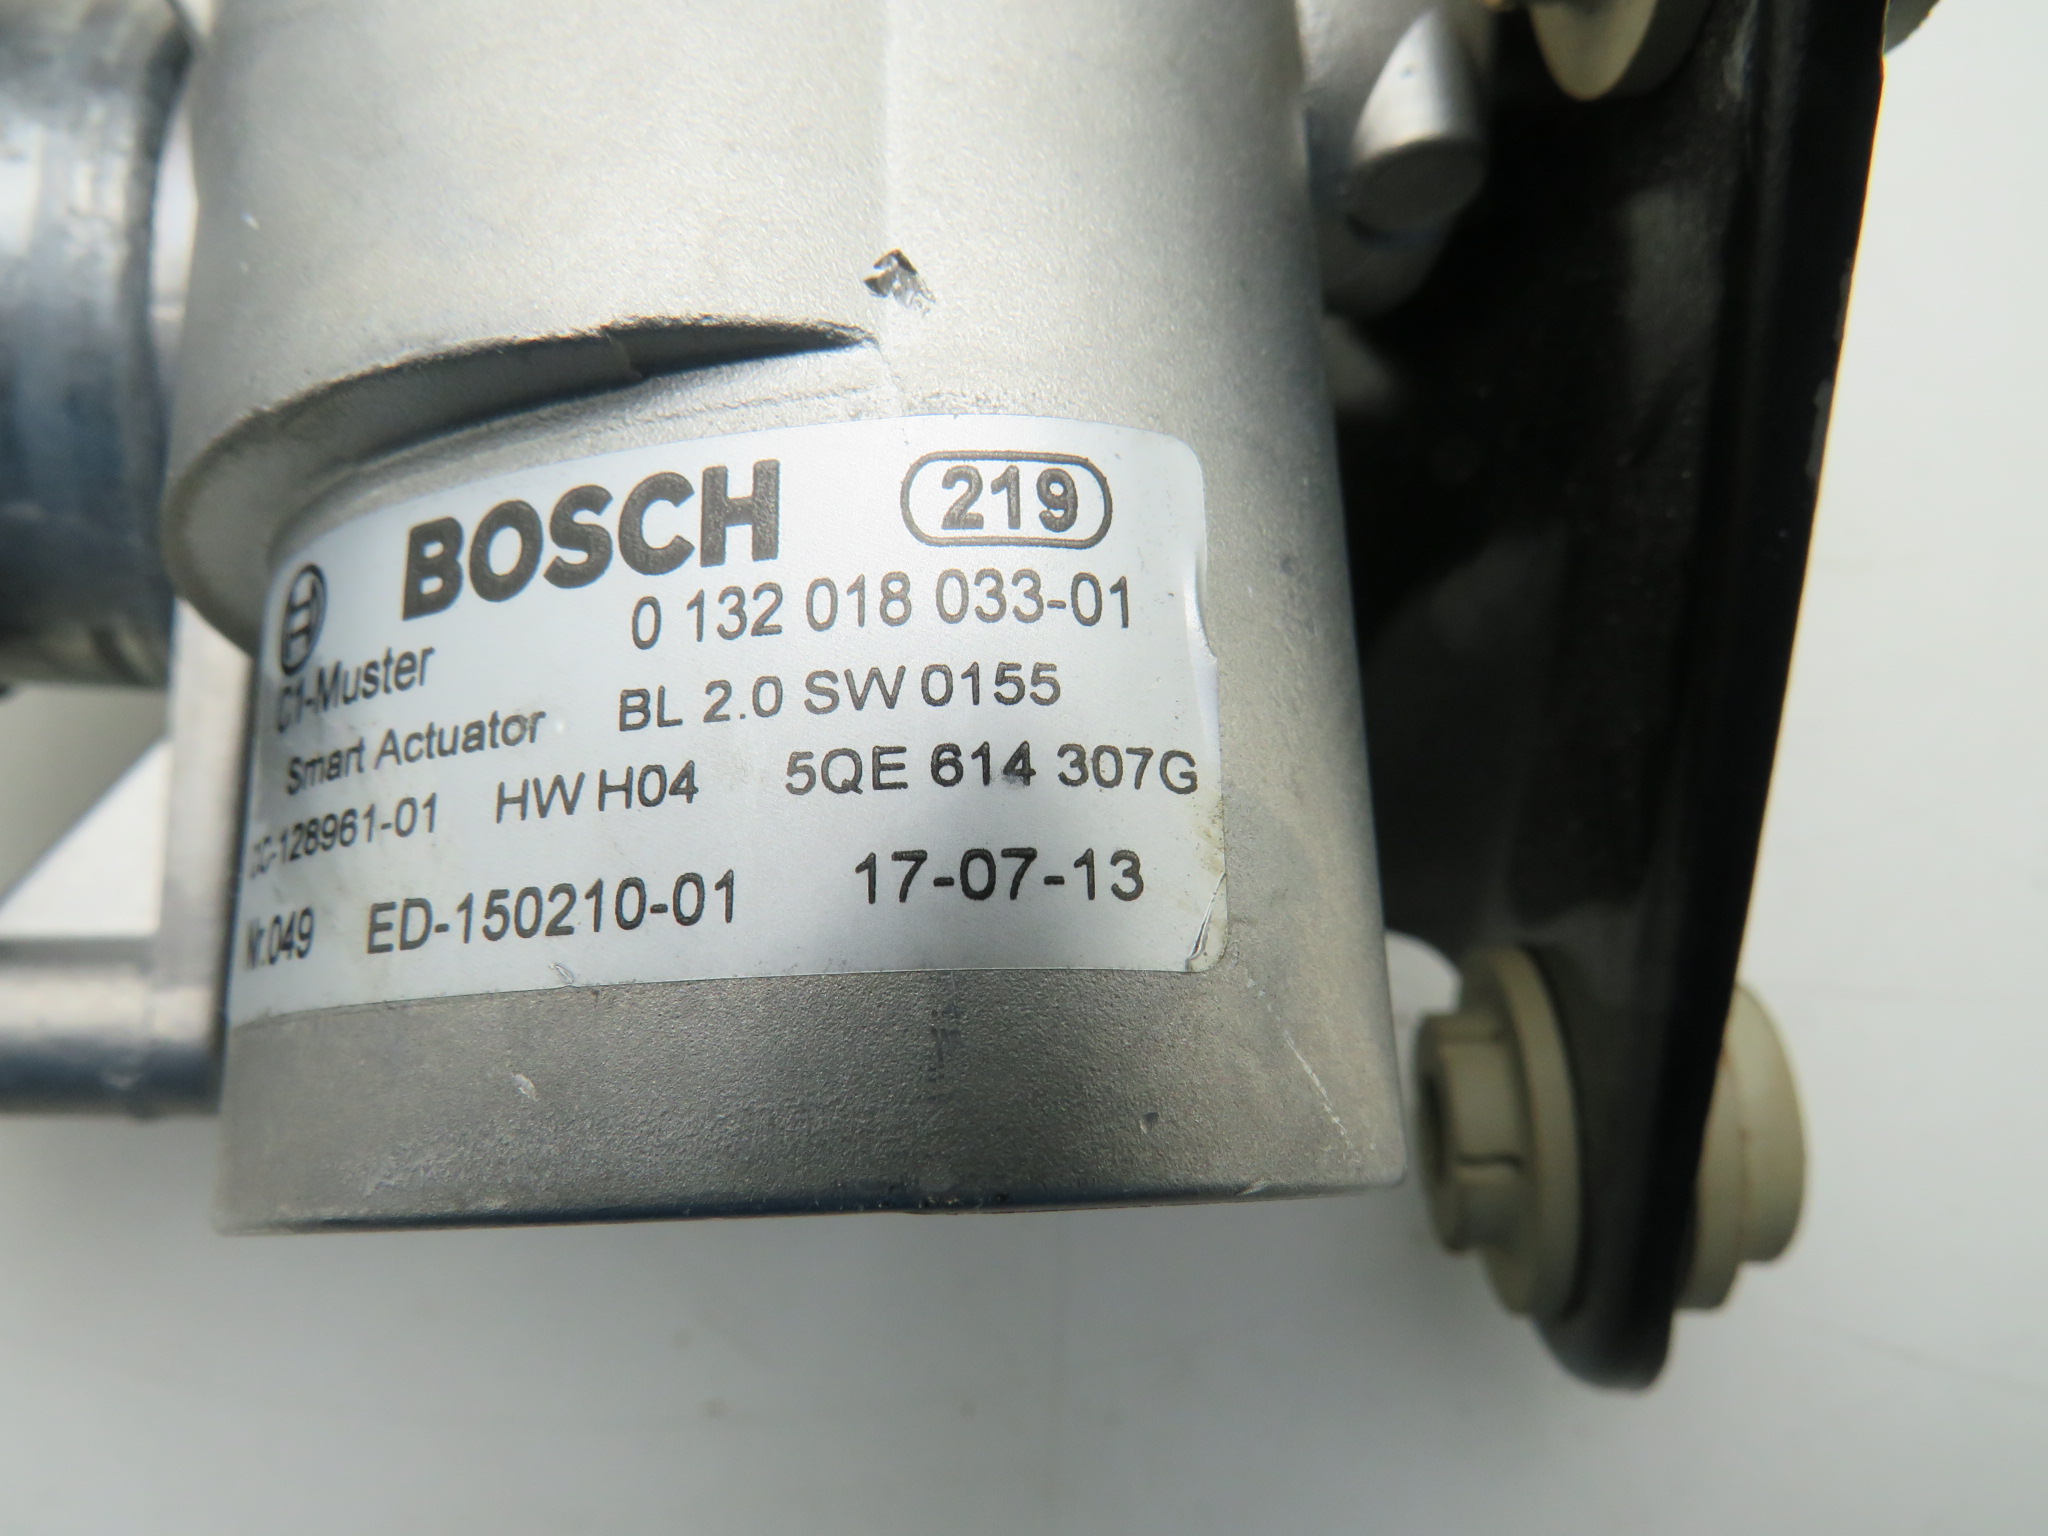 BOSCH 219
0 132 018 033-01
C1-Muster
Smart Actuator BL 2.0 SW 0155
HW H04 5QE 614 307G
Nr.049 ED-150210-01 17-07-13